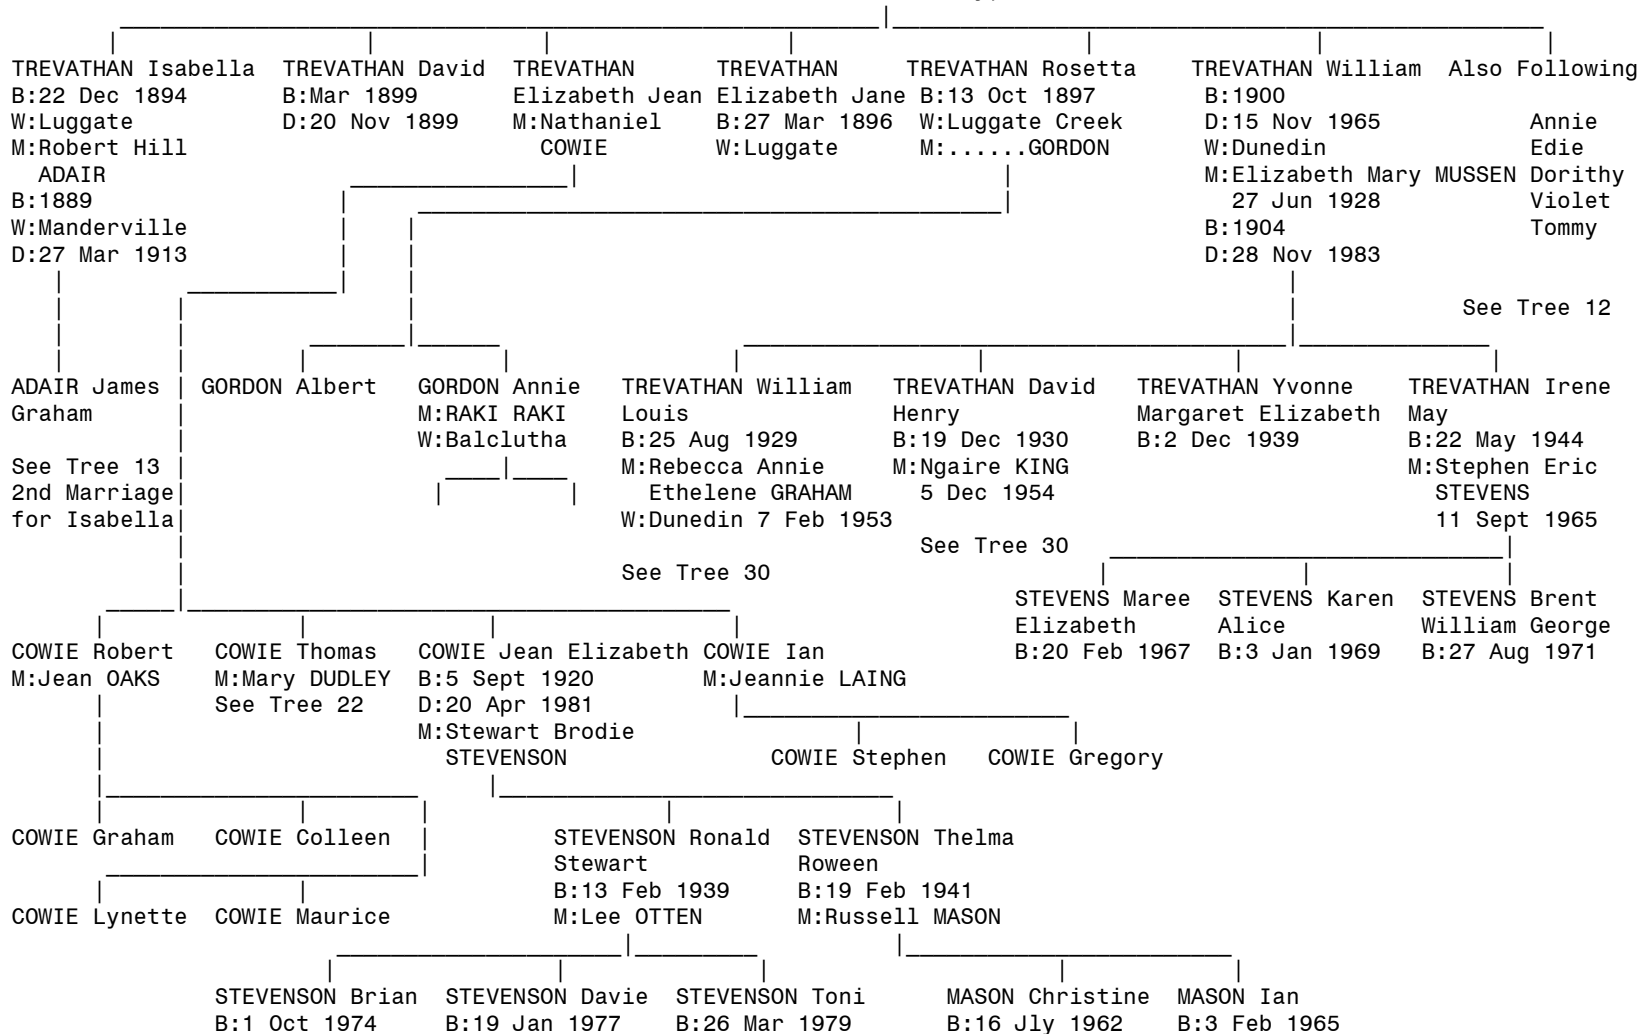 TREVATHAN Isabella TREVATHAN David TREVATHAN TREVATHAN TREVATHAN Rosetta TREVATHAN William Also Following
B:22 Dec 1894 B:Mar 1899 Elizabeth Jean Elizabeth Jane B:13 Oct 1897 B:1900
W:Luggate D:20 Nov 1899 M:Nathaniel B:27 Mar 1896 W:Luggate Creek D:15 Nov 1965 Annie
M:Robert Hill COWIE W:Luggate M:......GORDON W:Dunedin Edie
ADAIR M:Elizabeth Mary MUSSEN Dorithy
B:1889 27 Jun 1928 Violet
W:Manderville B:1904 Tommy
D:27 Mar 1913 D:28 Nov 1983
See Tree 12
ADAIR James GORDON Albert GORDON Annie TREVATHAN William TREVATHAN David TREVATHAN Yvonne TREVATHAN Irene
Graham M:RAKI RAKI Louis Henry Margaret Elizabeth May
W:Balclutha B:25 Aug 1929 B:19 Dec 1930 B:2 Dec 1939 B:22 May 1944
See Tree 13 M:Rebecca Annie M:Ngaire KING M:Stephen Eric
2nd Marriage Ethelene GRAHAM 5 Dec 1954 STEVENS
for Isabella W:Dunedin 7 Feb 1953 11 Sept 1965
See Tree 30
See Tree 30
STEVENS Maree STEVENS Karen STEVENS Brent
Elizabeth Alice William George
COWIE Robert COWIE Thomas COWIE Jean Elizabeth COWIE Ian B:20 Feb 1967 B:3 Jan 1969 B:27 Aug 1971
M:Jean OAKS M:Mary DUDLEY B:5 Sept 1920 M:Jeannie LAING
See Tree 22 D:20 Apr 1981
M:Stewart Brodie
STEVENSON COWIE Stephen COWIE Gregory
COWIE Graham COWIE Colleen STEVENSON Ronald STEVENSON Thelma
Stewart Roween
B:13 Feb 1939 B:19 Feb 1941
COWIE Lynette COWIE Maurice M:Lee OTTEN M:Russell MASON
STEVENSON Brian STEVENSON Davie STEVENSON Toni MASON Christine MASON Ian
B:1 Oct 1974 B:19 Jan 1977 B:26 Mar 1979 B:16 Jly 1962 B:3 Feb 1965